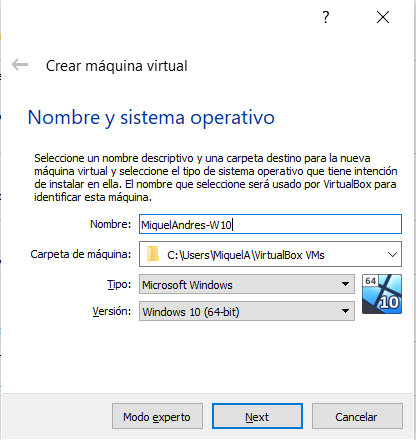 ?
Crear máquina virtual
Nombre y sistema operativo
Seleccione un nombre descriptivo y una carpeta destino para la nueva
máquina virtual y seleccione el tipo de sistema operativo que tiene intención
de instalar en ella. El nombre que seleccione será usado por VirtualBox para
identificar esta máquina.
Nombre: MiquelAndres-W10
Carpeta de máquina: C:\Users\MiquelA\VirtualBox VMs
Tipo: Microsoft Windows
64
Versión: Windows 10 (64-bit)
10
Modo experto Next Cancelar